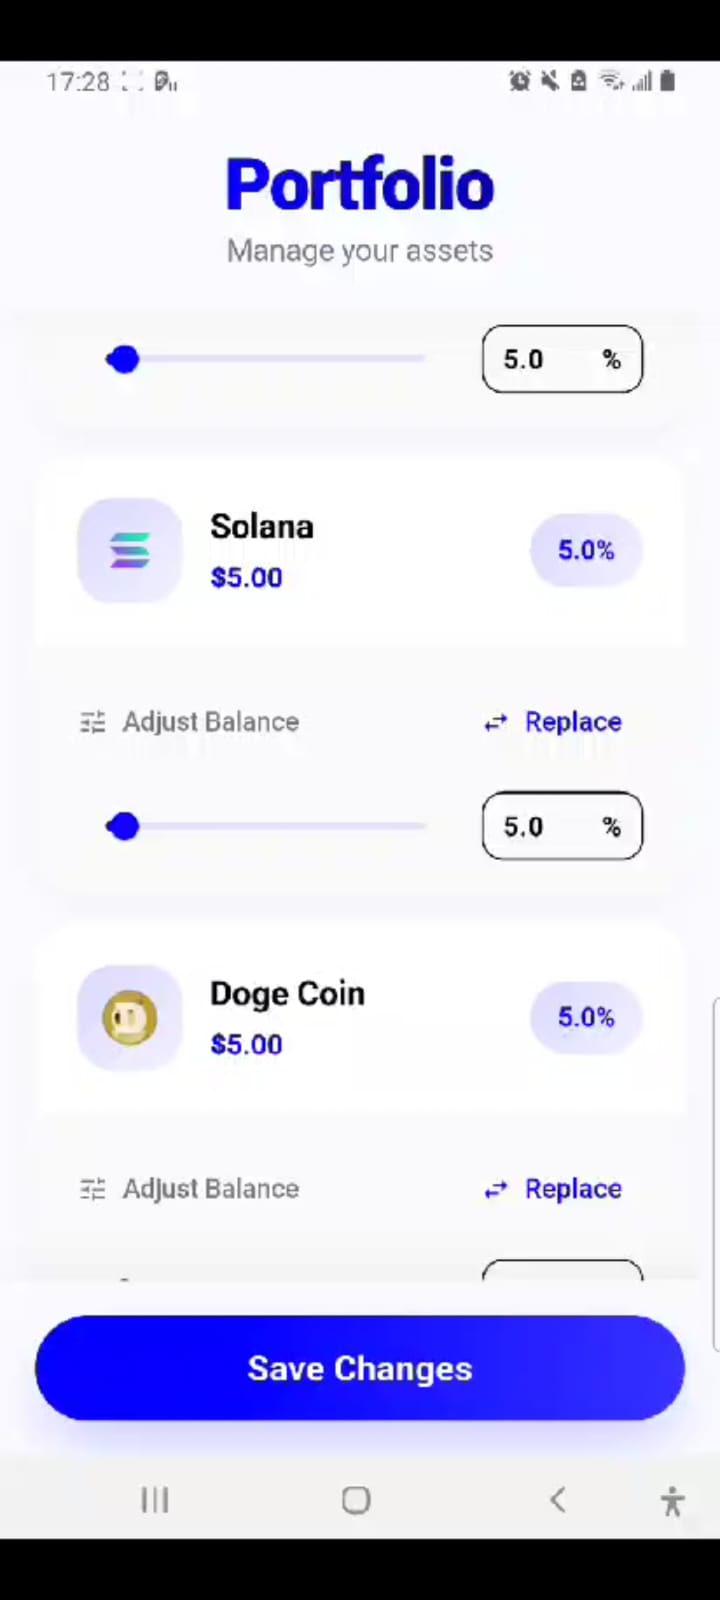 17:28
Portfolio
Manage your assets
5.0 %
Solana
$5.00
5.0%
Adjust Balance
Replace
5.0 %
Doge Coin
$5.00
5.0%
Adjust Balance
Replace
Save Changes